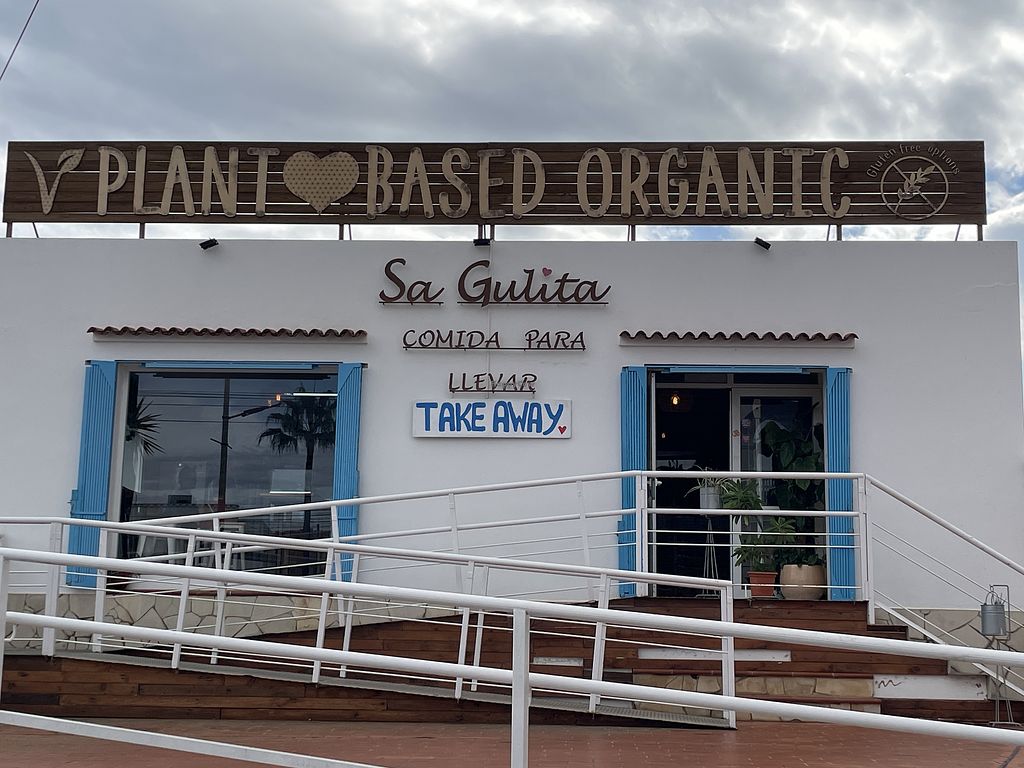 PLANT BASED ORGANIC
Gluten free options
Sa Gulita
COMIDA PARA
LLEVAR
TAKE AWAY